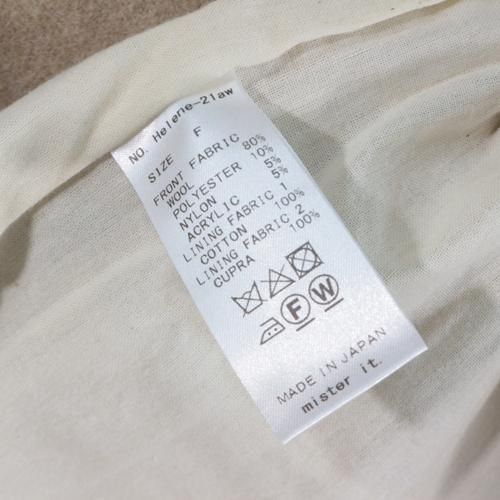 NO. Helene-21aw
SIZE F
FRONT FABRIC
WOOL 80%
POLYESTER 10%
NYLON 5%
ACRYLIC 5%
LINING FABRIC 1
COTTON 100%
LINING FABRIC 2
CUPRA 100%
F W
MADE IN JAPAN
mister it.